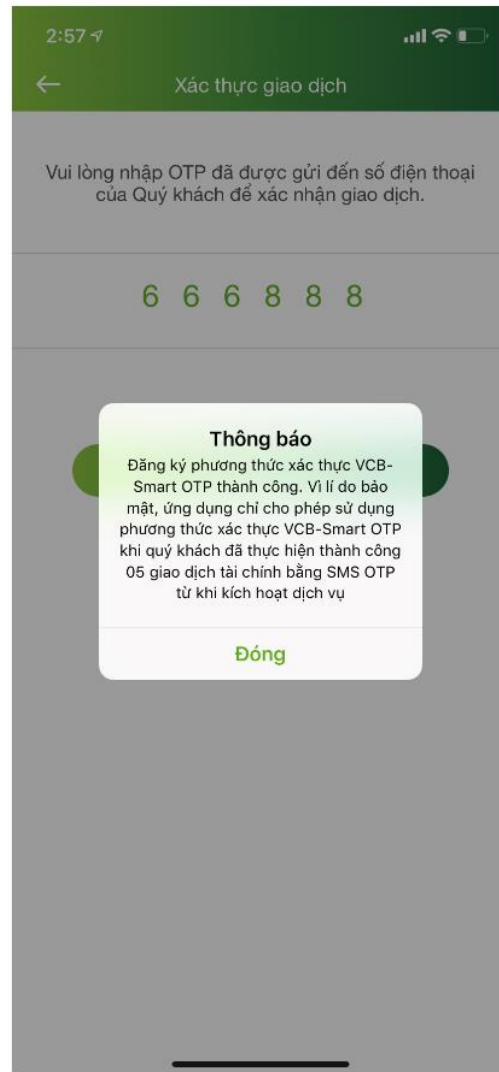 2:57
Xác thực giao dịch
Vui lòng nhập OTP đã được gửi đến số điện thoại
của Quý khách để xác nhận giao dịch.
6 6 6 8 8 8
Thông báo
Đăng ký phương thức xác thực VCB-
Smart OTP thành công. Vì lí do bảo
mật, ứng dụng chỉ cho phép sử dụng
phương thức xác thực VCB-Smart OTP
khi quý khách đã thực hiện thành công
05 giao dịch tài chính bằng SMS OTP
từ khi kích hoạt dịch vụ
Đóng